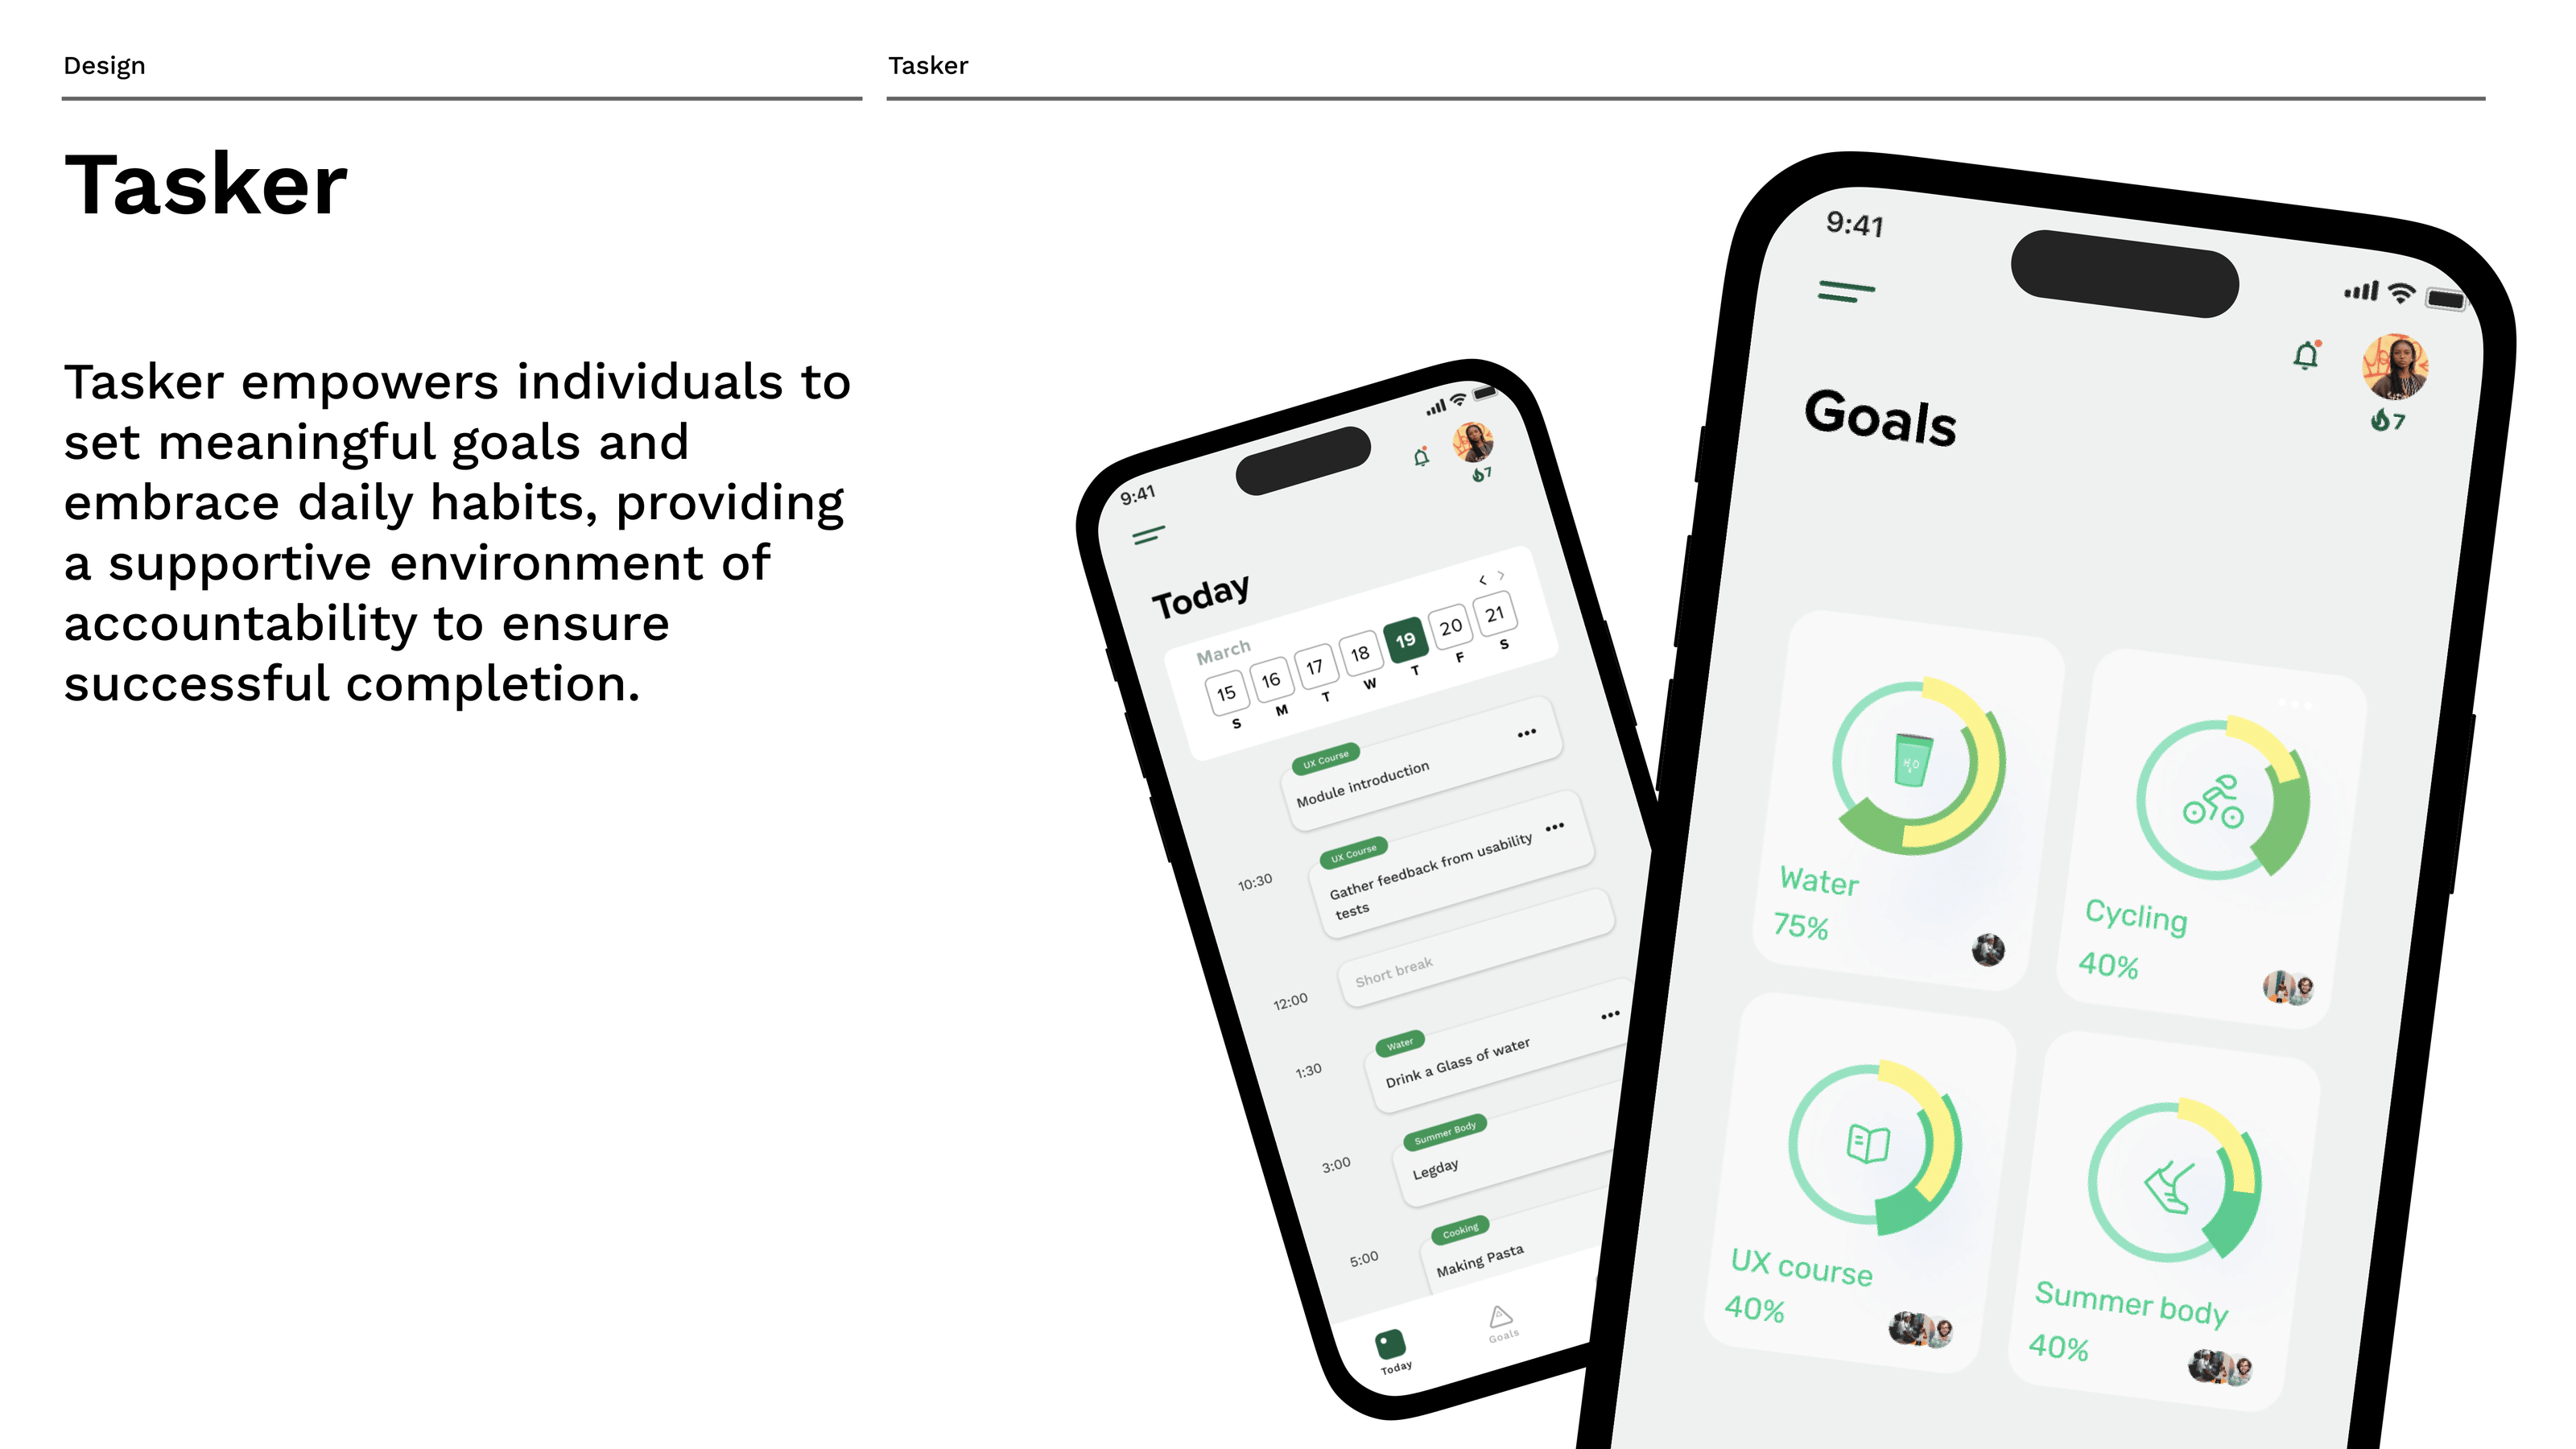 Design
Tasker
Tasker
Tasker empowers individuals to
set meaningful goals and
embrace daily habits, providing
a supportive environment of
accountability to ensure
successful completion.
9:41
7
Today
March
15 16 17 18 19 20 21
S M T W T F S
UX Course
Module introduction
10:30
UX Course
Gather feedback from usability
tests
12:00
Short break
1:30
Water
Drink a Glass of water
3:00
Summer Body
Legday
5:00
Cooking
Making Pasta
Today
Goals
9:41
7
Goals
Water
75%
Cycling
40%
UX course
40%
Summer body
40%